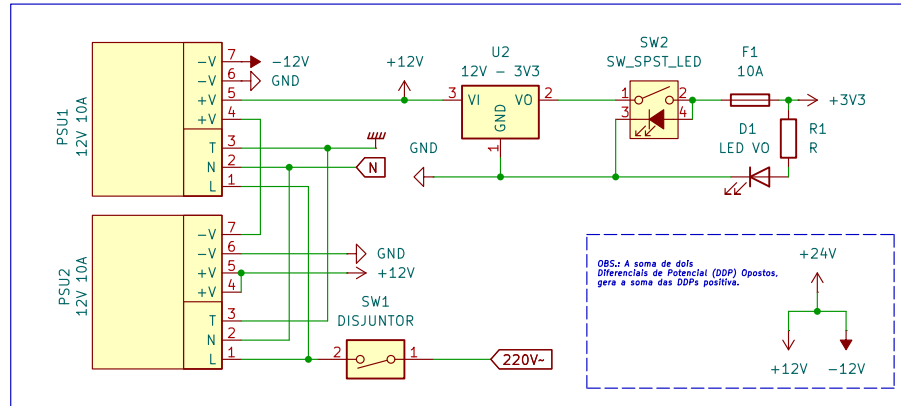 PSU1
12V 10A
-V 7
-V 6
+V 5
+V 4
T 3
N 2
L 1
-12V
GND
+12V
N
U2
12V - 3V3
3 VI VO 2
GND
1
GND
SW2
SW_SPST_LED
1 2
3 4
F1
10A
+3V3
D1
LED VO
R1
R
PSU2
12V 10A
-V 7
-V 6
+V 5
+V 4
T 3
N 2
L 1
GND
+12V
SW1
DISJUNTOR
2 1
220V~
OBS.: A soma de dois
Diferenciais de Potencial (DDP) Opostos,
gera a soma das DDPs positiva.
+24V
+12V -12V